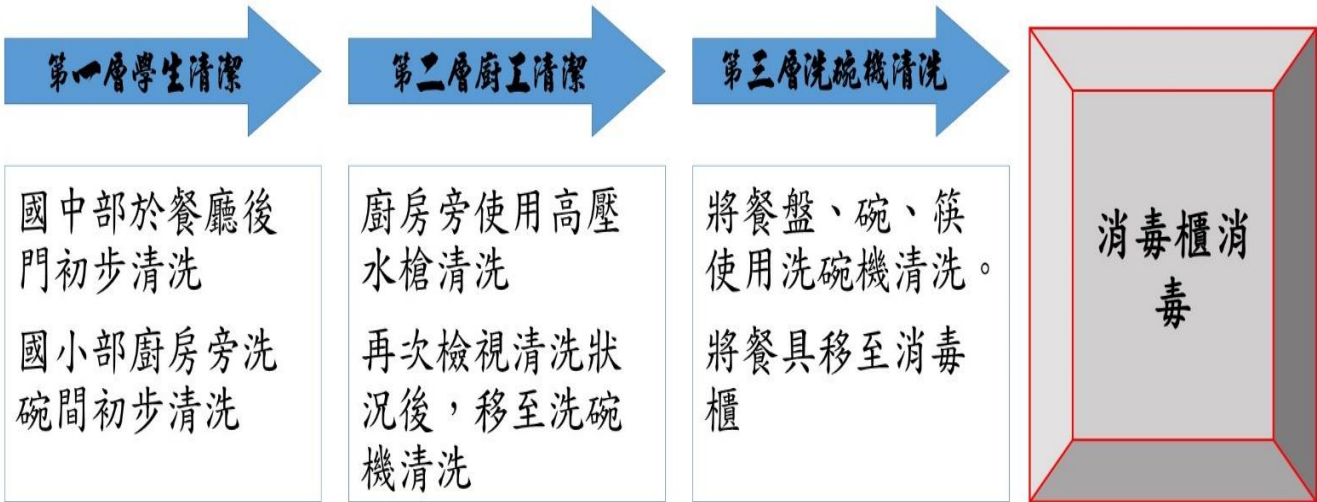 第一層學生清潔
國中部於餐廳後
門初步清洗
國小部廚房旁洗
碗間初步清洗
第二層廚工清潔
廚房旁使用高壓
水槍清洗
再次檢視清洗狀
況後，移至洗碗
機清洗
第三層洗碗機清洗
將餐盤、碗、筷
使用洗碗機清洗。
將餐具移至消毒
櫃
消毒櫃消
毒